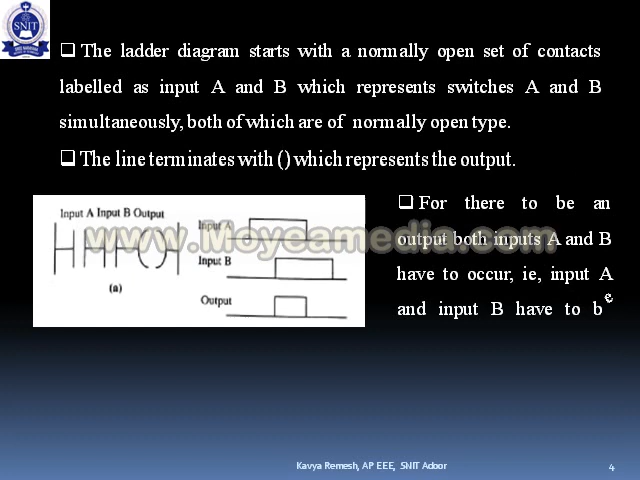 SNIT
❑ The ladder diagram starts with a normally open set of contacts
labelled as input A and B which represents switches A and B
simultaneously, both of which are of normally open type.
❑ The line terminates with () which represents the output.
❑ For there to be an
output both inputs A and B
have to occur, ie, input A
and input B have to be
Input A Input B Output
(a)
Input A
Input B
Output
www.Moyeamedia.com
Kavya Remesh, AP EEE, SNIT Adoor
4